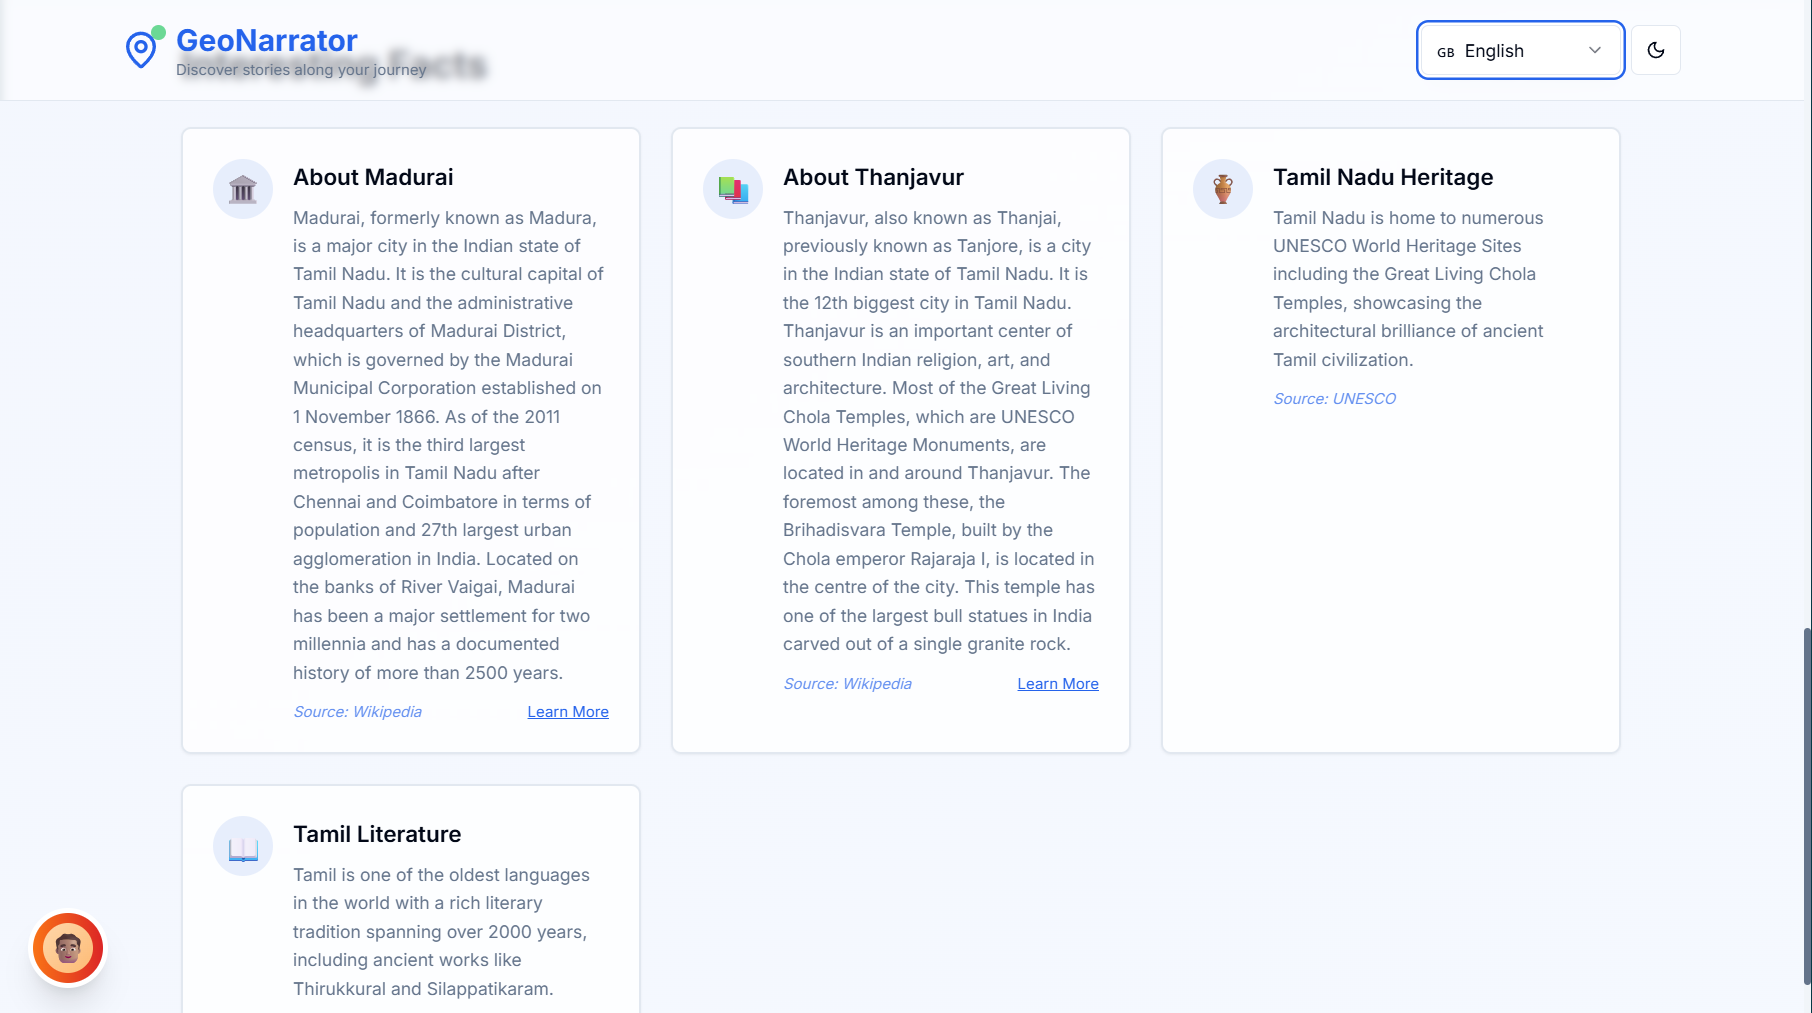 GeoNarrator
Interesting Facts
Discover stories along your journey
GB English
About Madurai
Madurai, formerly known as Madura,
is a major city in the Indian state of
Tamil Nadu. It is the cultural capital of
Tamil Nadu and the administrative
headquarters of Madurai District,
which is governed by the Madurai
Municipal Corporation established on
1 November 1866. As of the 2011
census, it is the third largest
metropolis in Tamil Nadu after
Chennai and Coimbatore in terms of
population and 27th largest urban
agglomeration in India. Located on
the banks of River Vaigai, Madurai
has been a major settlement for two
millennia and has a documented
history of more than 2500 years.
Source: Wikipedia
Learn More
About Thanjavur
Thanjavur, also known as Thanjai,
previously known as Tanjore, is a city
in the Indian state of Tamil Nadu. It is
the 12th biggest city in Tamil Nadu.
Thanjavur is an important center of
southern Indian religion, art, and
architecture. Most of the Great Living
Chola Temples, which are UNESCO
World Heritage Monuments, are
located in and around Thanjavur. The
foremost among these, the
Brihadisvara Temple, built by the
Chola emperor Rajaraja I, is located in
the centre of the city. This temple has
one of the largest bull statues in India
carved out of a single granite rock.
Source: Wikipedia
Learn More
Tamil Nadu Heritage
Tamil Nadu is home to numerous
UNESCO World Heritage Sites
including the Great Living Chola
Temples, showcasing the
architectural brilliance of ancient
Tamil civilization.
Source: UNESCO
Tamil Literature
Tamil is one of the oldest languages
in the world with a rich literary
tradition spanning over 2000 years,
including ancient works like
Thirukkural and Silappatikaram.